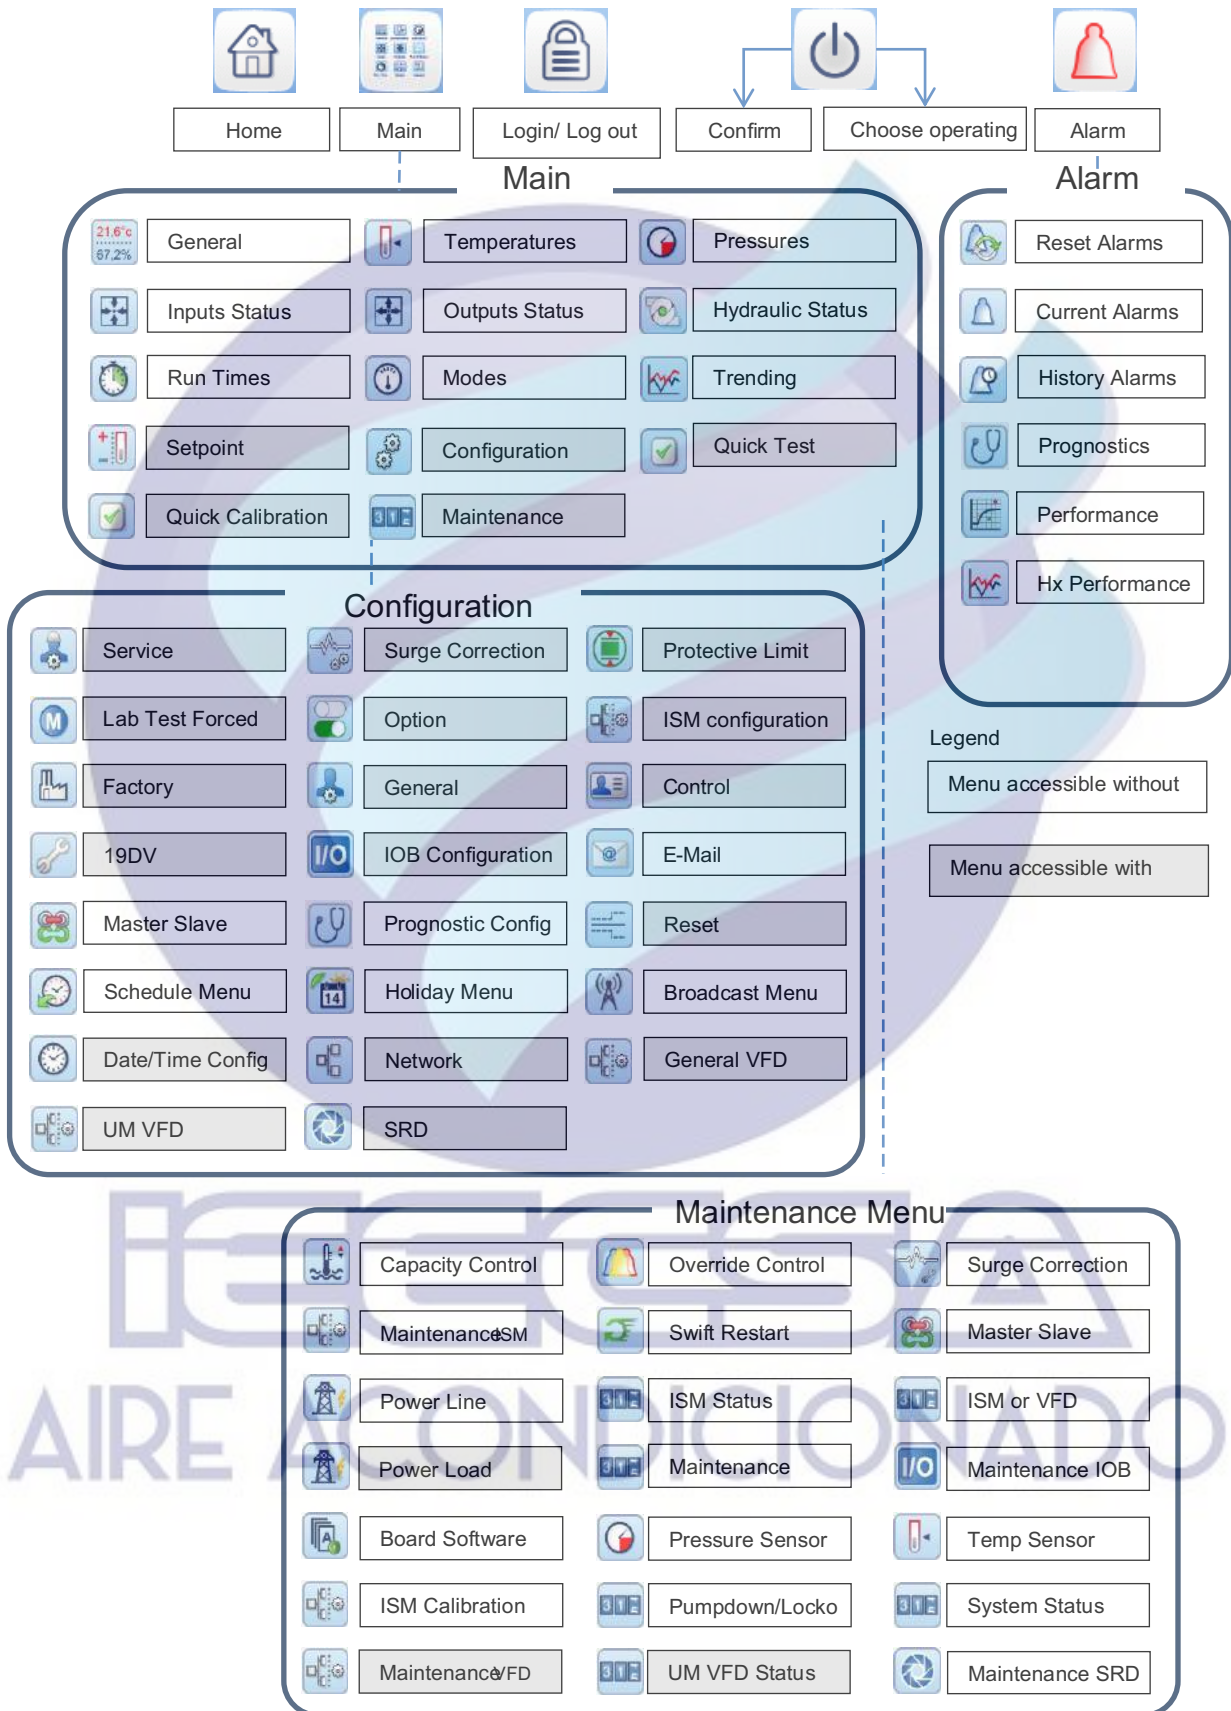 Home
Main
Login/ Log out
Confirm
Choose operating
Alarm
Main
21.6°c
67,2%
General
Temperatures
Pressures
Inputs Status
Outputs Status
Hydraulic Status
Run Times
Modes
Trending
Setpoint
Configuration
Quick Test
Quick Calibration
Maintenance
Alarm
Reset Alarms
Current Alarms
History Alarms
Prognostics
Performance
Hx Performance
Configuration
Service
Surge Correction
Protective Limit
M
Lab Test Forced
Option
ISM configuration
Factory
General
Control
19DV
I/O
IOB Configuration
@
E-Mail
Master Slave
Prognostic Config
Reset
Schedule Menu
14
Holiday Menu
Broadcast Menu
Date/Time Config
Network
General VFD
UM VFD
SRD
Legend
Menu accessible without
Menu accessible with
Maintenance Menu
Capacity Control
Override Control
Surge Correction
Maintenance ISM
Swift Restart
Master Slave
Power Line
ISM Status
ISM or VFD
Power Load
Maintenance
I/O
Maintenance IOB
A
Board Software
Pressure Sensor
Temp Sensor
ISM Calibration
Pumpdown/Locko
System Status
Maintenance VFD
UM VFD Status
Maintenance SRD
AIRE ACONDICIONADO